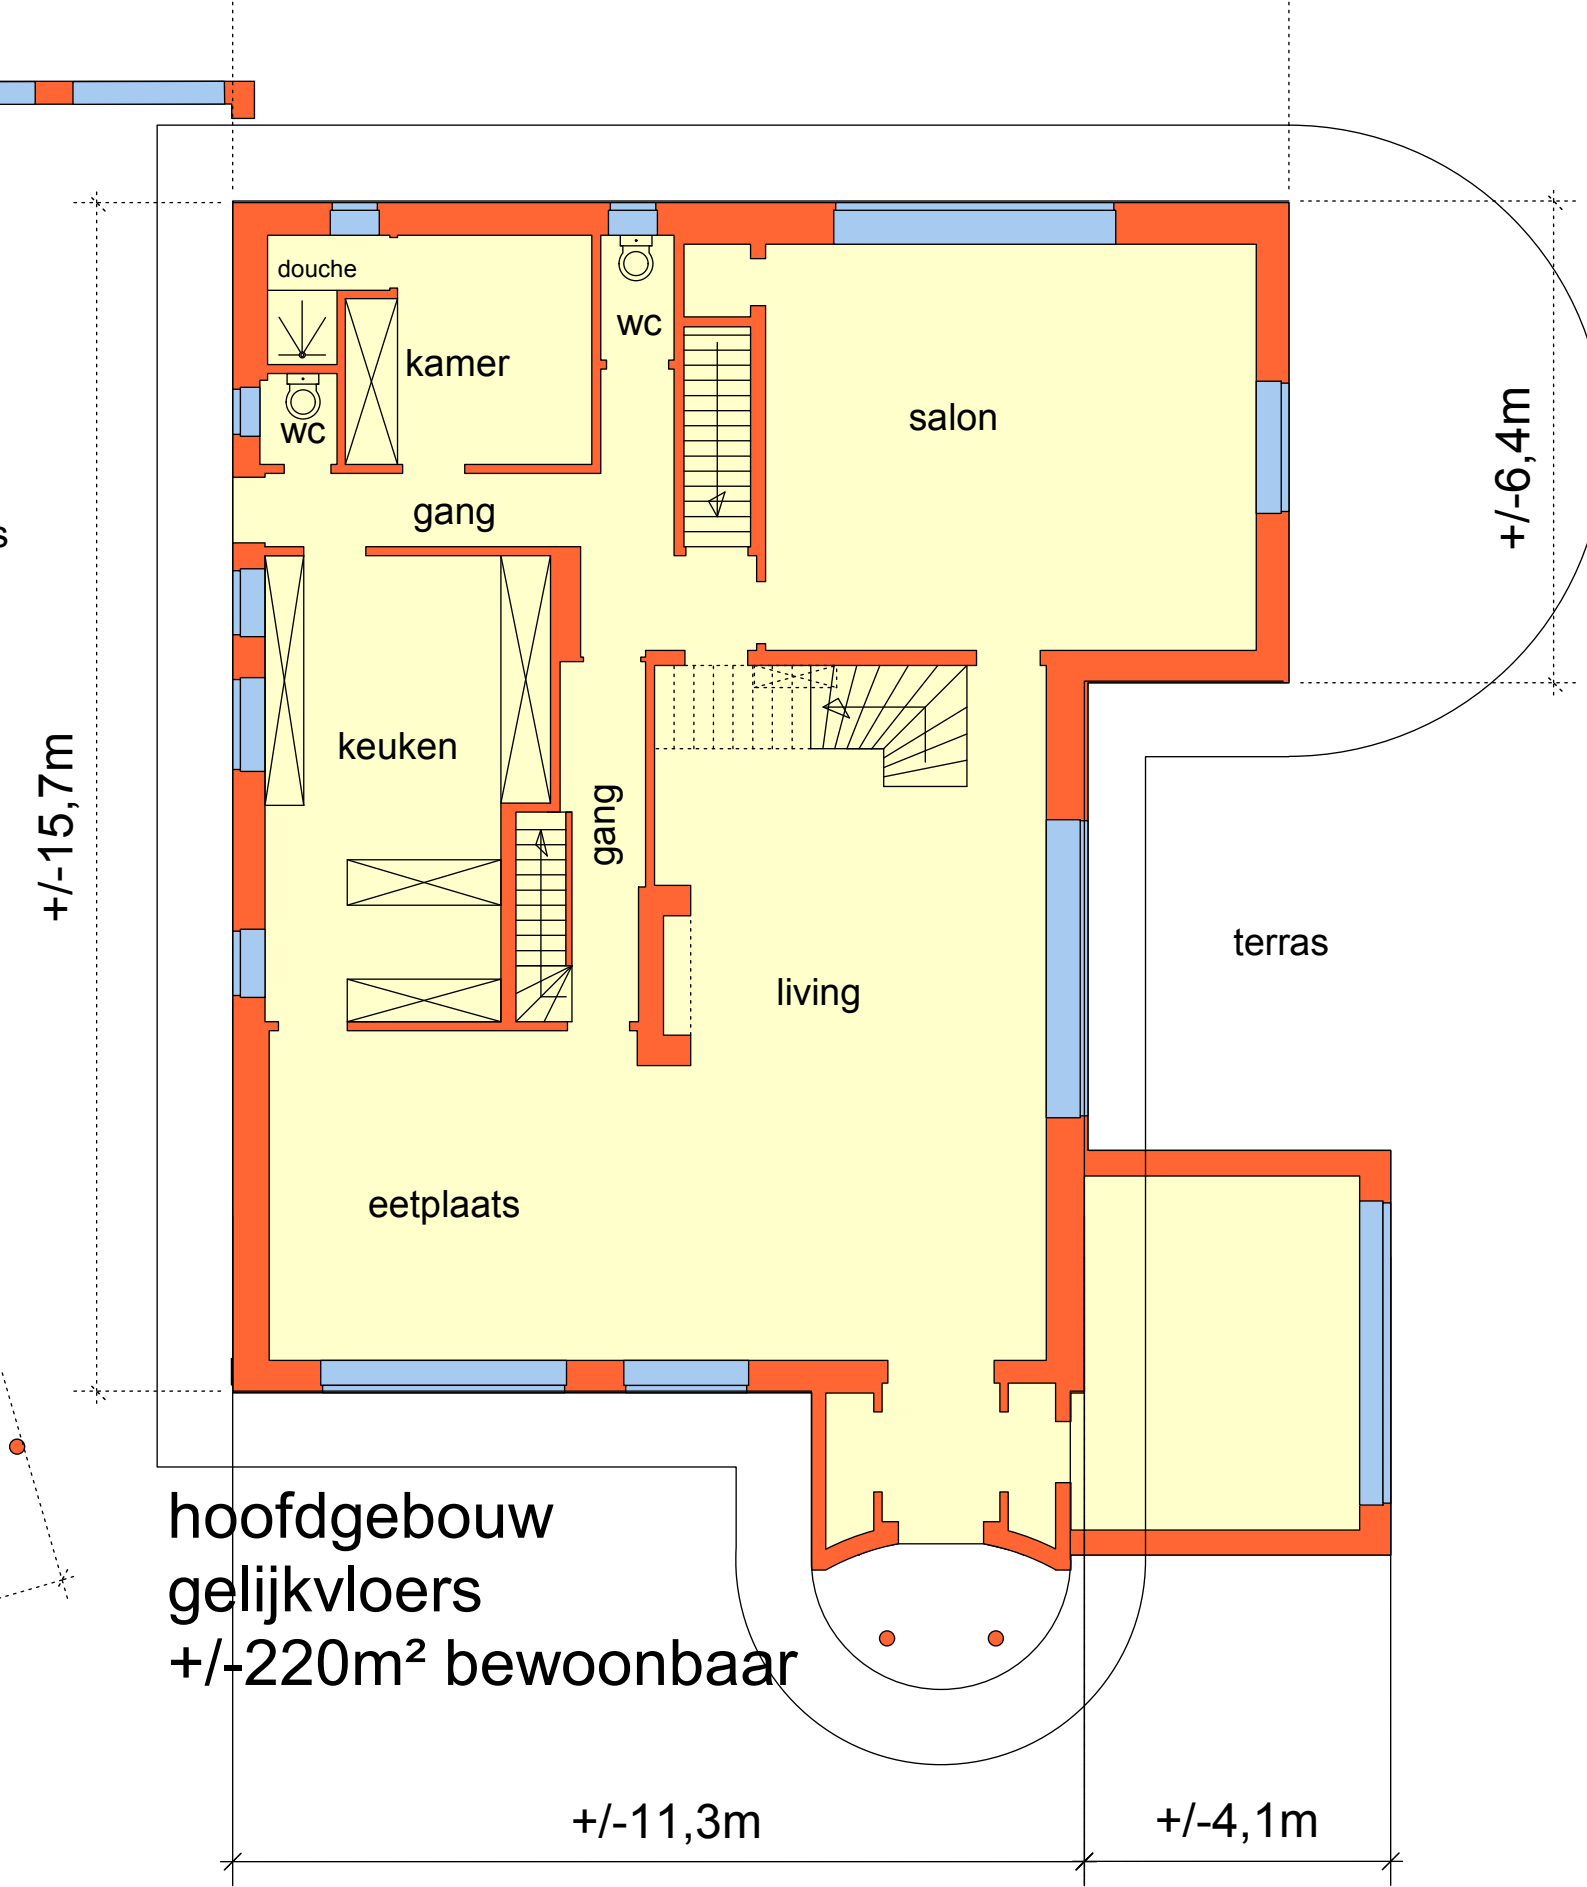 douche
wc
kamer
salon
wc
+/-6,4m
gang
s
keuken
+/-15,7m
gang
terras
living
eetplaats
hoofdgebouw
gelijkvloers
+/-220m² bewoonbaar
+/-11,3m
+/-4,1m